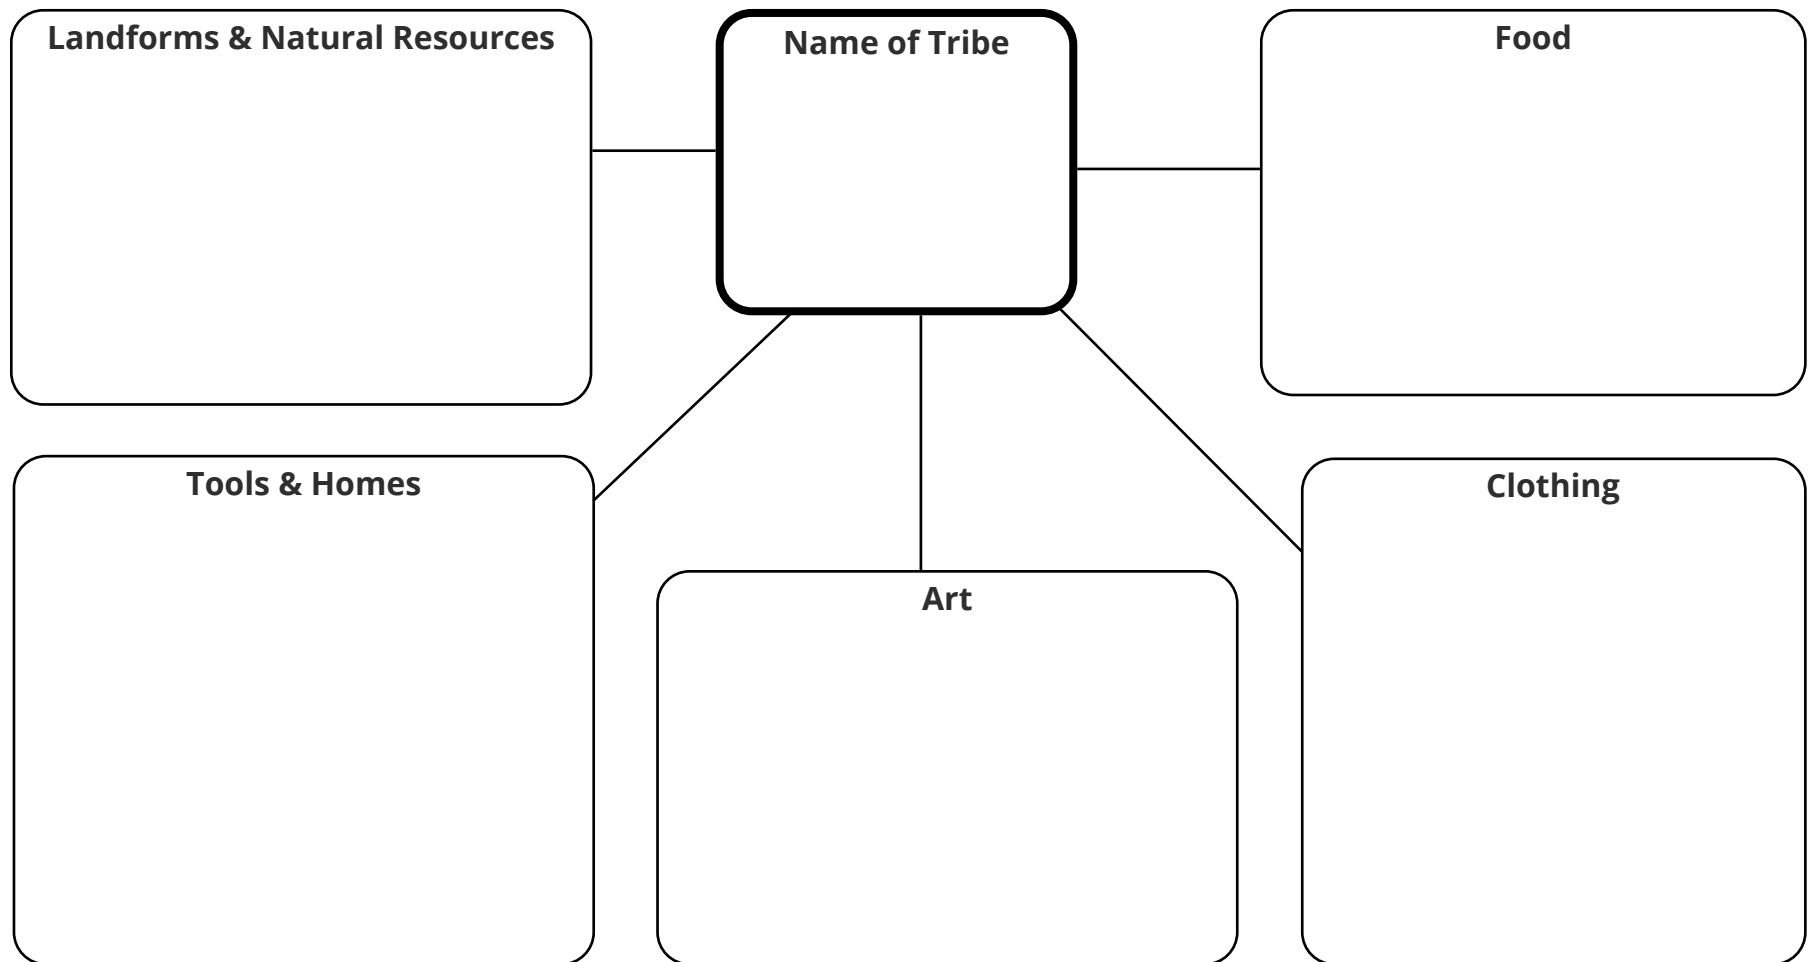 Landforms & Natural Resources
Name of Tribe
Food
Tools & Homes
Clothing
Art